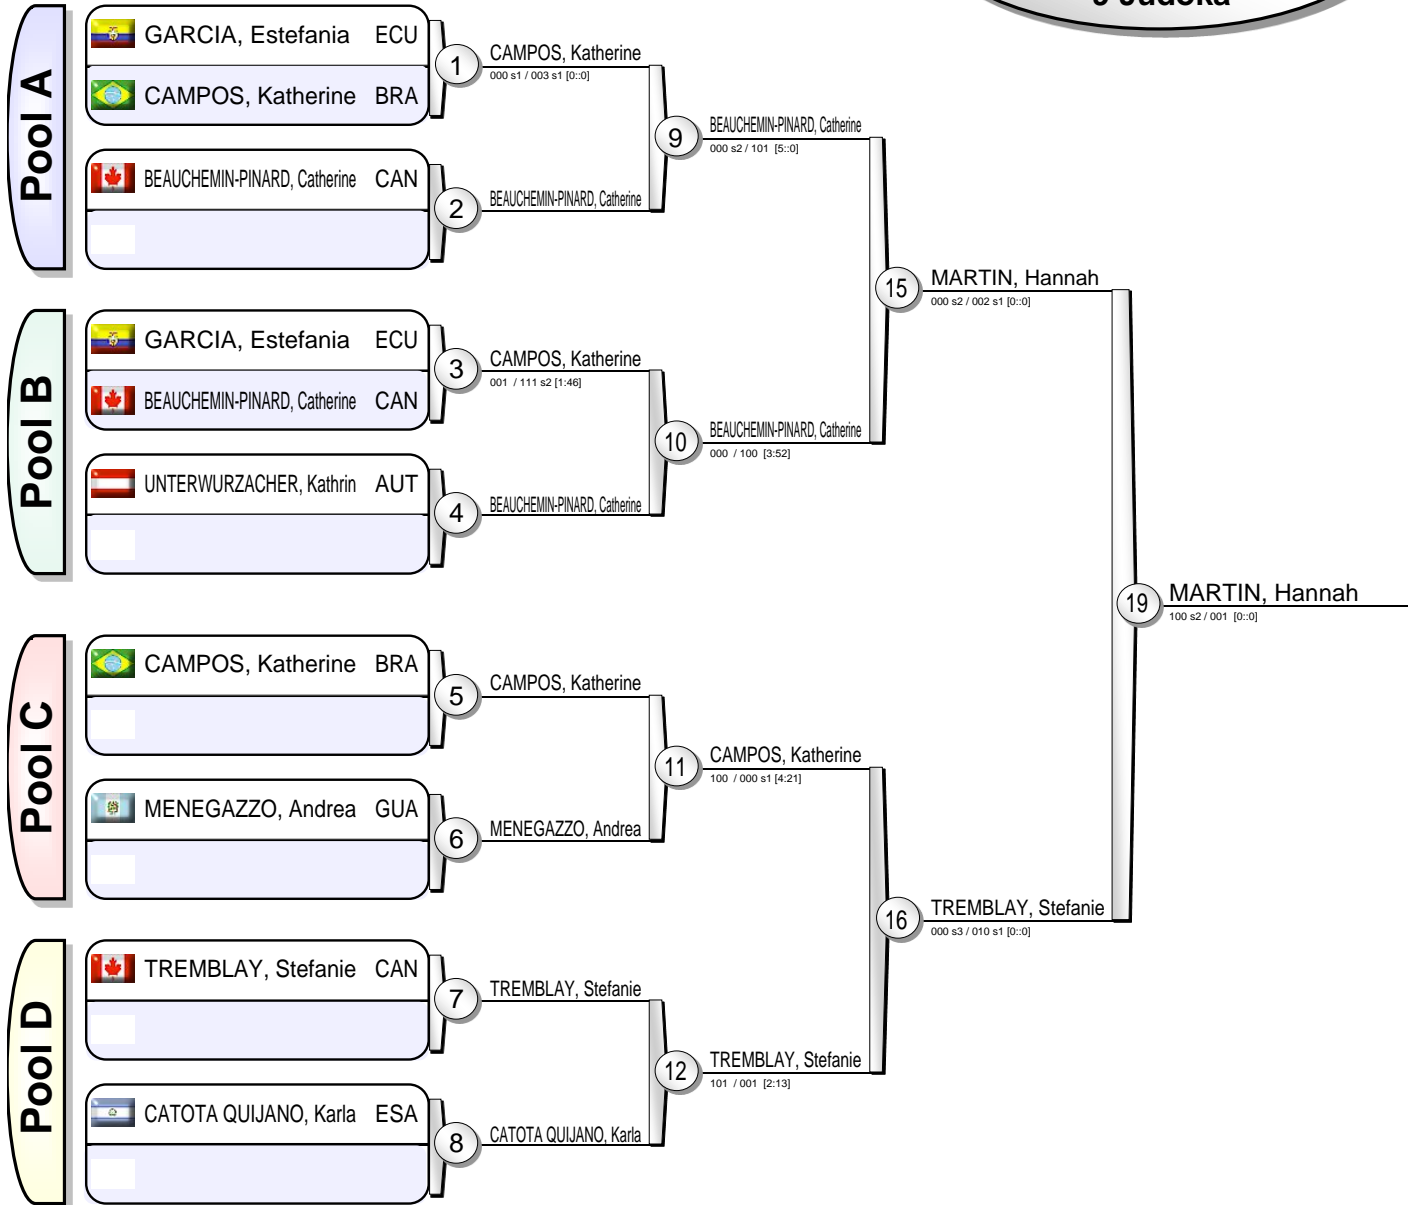 9 Judoka
Pool A
GARCIA, Estefania ECU
CAMPOS, Katherine BRA
BEAUCHEMIN-PINARD, Catherine CAN
1
CAMPOS, Katherine
000 s1 / 003 s1 [0::0]
2
BEAUCHEMIN-PINARD, Catherine
9
BEAUCHEMIN-PINARD, Catherine
000 s2 / 101 [5::0]
Pool B
GARCIA, Estefania ECU
BEAUCHEMIN-PINARD, Catherine CAN
UNTERWURZACHER, Kathrin AUT
3
CAMPOS, Katherine
001 / 111 s2 [1:46]
4
BEAUCHEMIN-PINARD, Catherine
10
BEAUCHEMIN-PINARD, Catherine
000 / 100 [3:52]
15
MARTIN, Hannah
000 s2 / 002 s1 [0::0]
Pool C
CAMPOS, Katherine BRA
MENEGAZZO, Andrea GUA
5
CAMPOS, Katherine
6
MENEGAZZO, Andrea
11
CAMPOS, Katherine
100 / 000 s1 [4:21]
Pool D
TREMBLAY, Stefanie CAN
CATOTA QUIJANO, Karla ESA
7
TREMBLAY, Stefanie
8
CATOTA QUIJANO, Karla
12
TREMBLAY, Stefanie
101 / 001 [2:13]
16
TREMBLAY, Stefanie
000 s3 / 010 s1 [0::0]
19
MARTIN, Hannah
100 s2 / 001 [0::0]